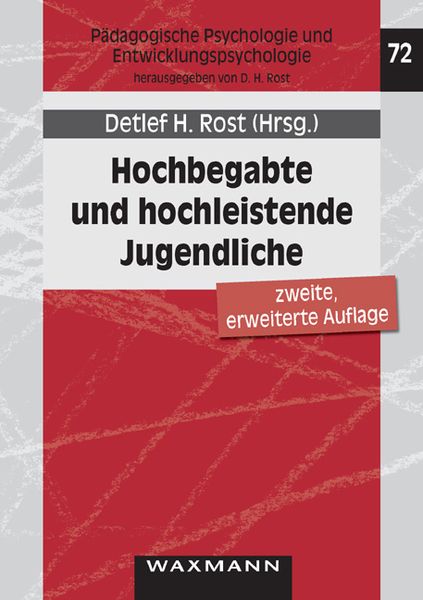 Pädagogische Psychologie und
Entwicklungspsychologie
herausgegeben von D. H. Rost
72
Detlef H. Rost (Hrsg.)
Hochbegabte
und hochleistende
Jugendliche
zweite,
erweiterte Auflage
WAXMANN